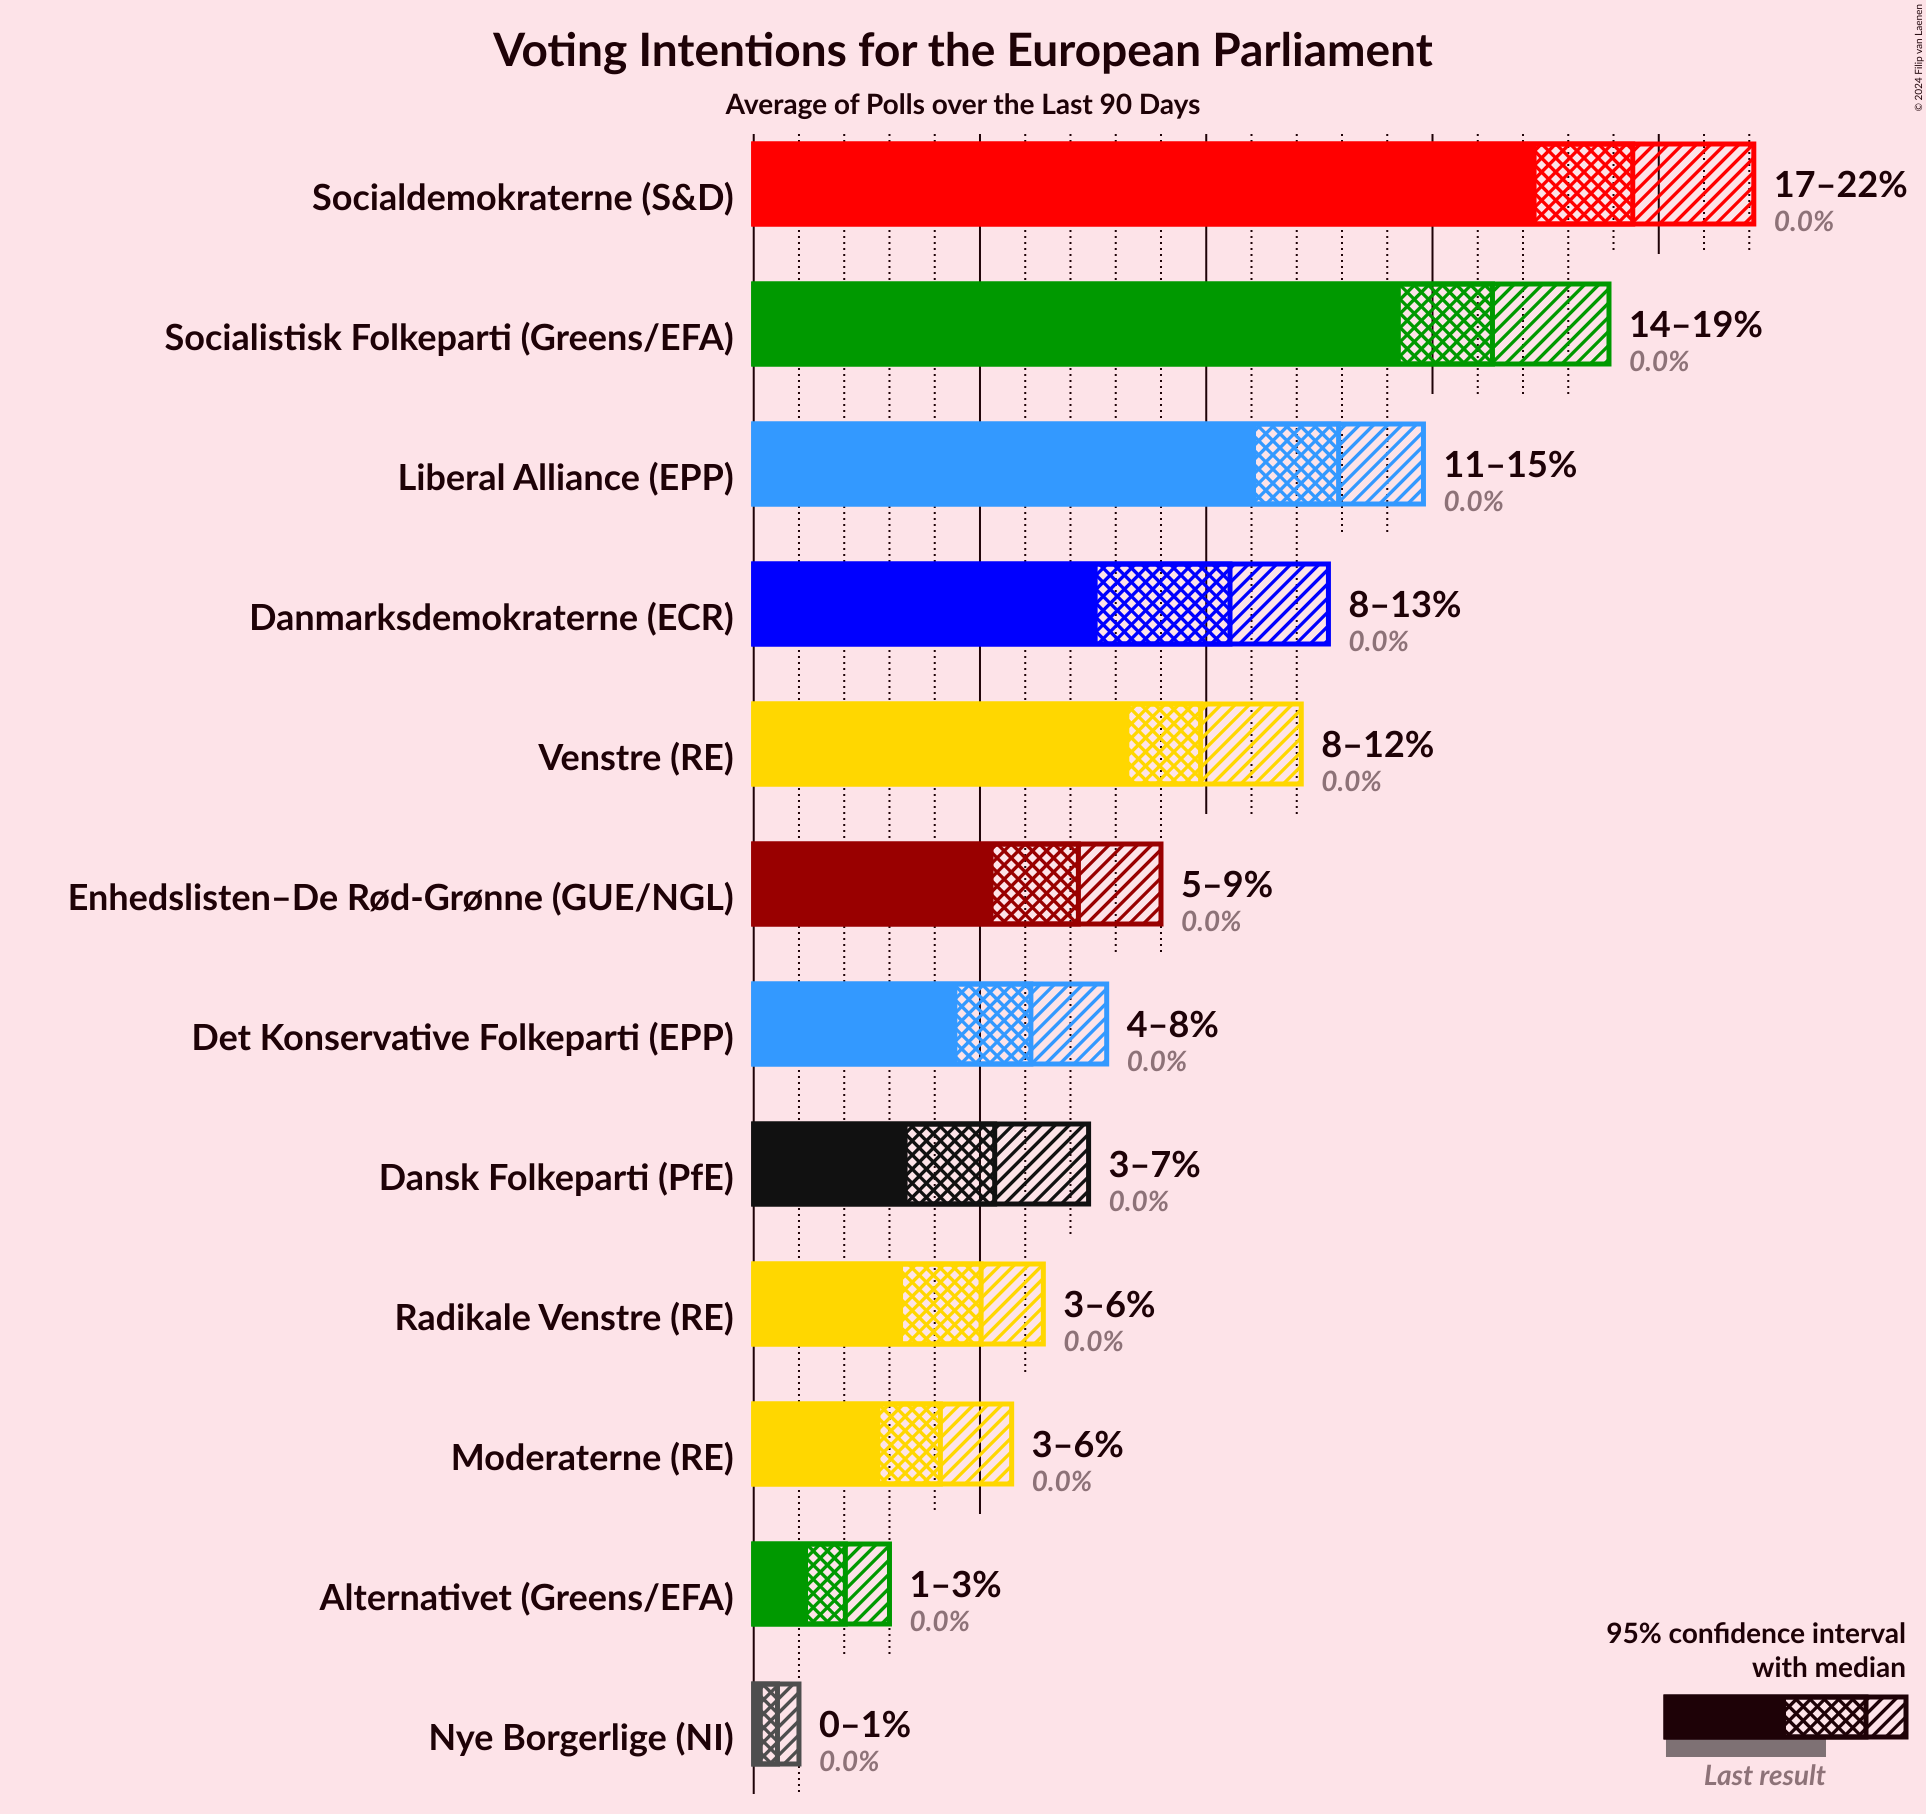 Voting Intentions for the European Parliament
Average of Polls over the Last 90 Days
© 2024 Filip van Laenen
Socialdemokraterne (S&D)
17–22%
0.0%
Socialistisk Folkeparti (Greens/EFA)
14–19%
0.0%
Liberal Alliance (EPP)
11–15%
0.0%
Danmarksdemokraterne (ECR)
8–13%
0.0%
Venstre (RE)
8–12%
0.0%
Enhedslisten–De Rød-Grønne (GUE/NGL)
5–9%
0.0%
Det Konservative Folkeparti (EPP)
4–8%
0.0%
Dansk Folkeparti (PfE)
3–7%
0.0%
Radikale Venstre (RE)
3–6%
0.0%
Moderaterne (RE)
3–6%
0.0%
Alternativet (Greens/EFA)
1–3%
0.0%
Nye Borgerlige (NI)
0–1%
0.0%
95% confidence interval
with median
Last result